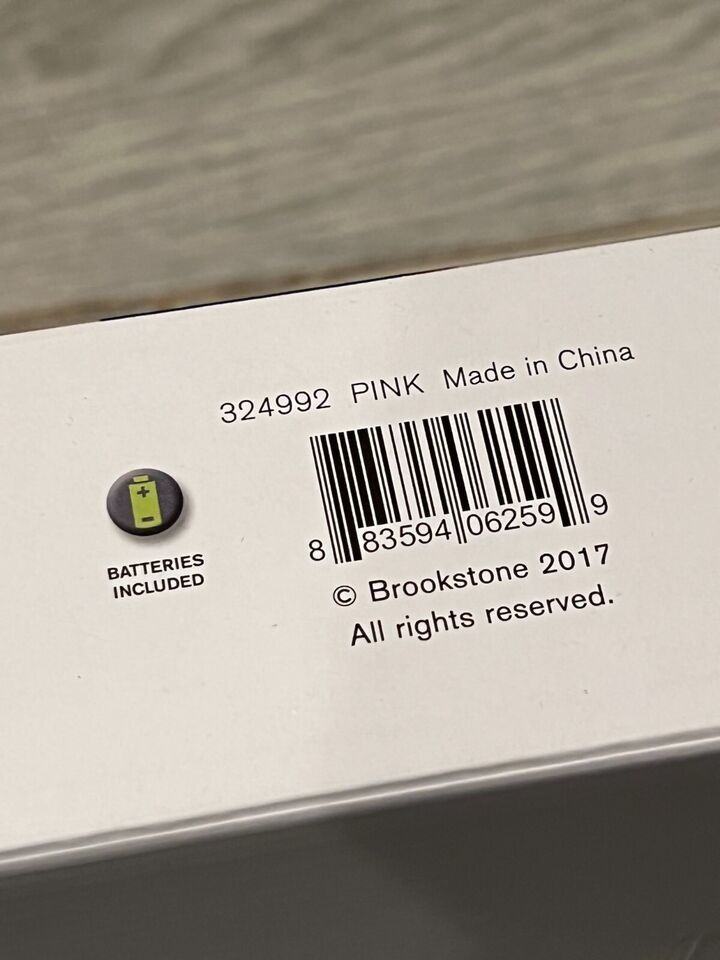 324992 PINK Made in China
8 83594 06259 9
© Brookstone 2017
All rights reserved.
BATTERIES
INCLUDED